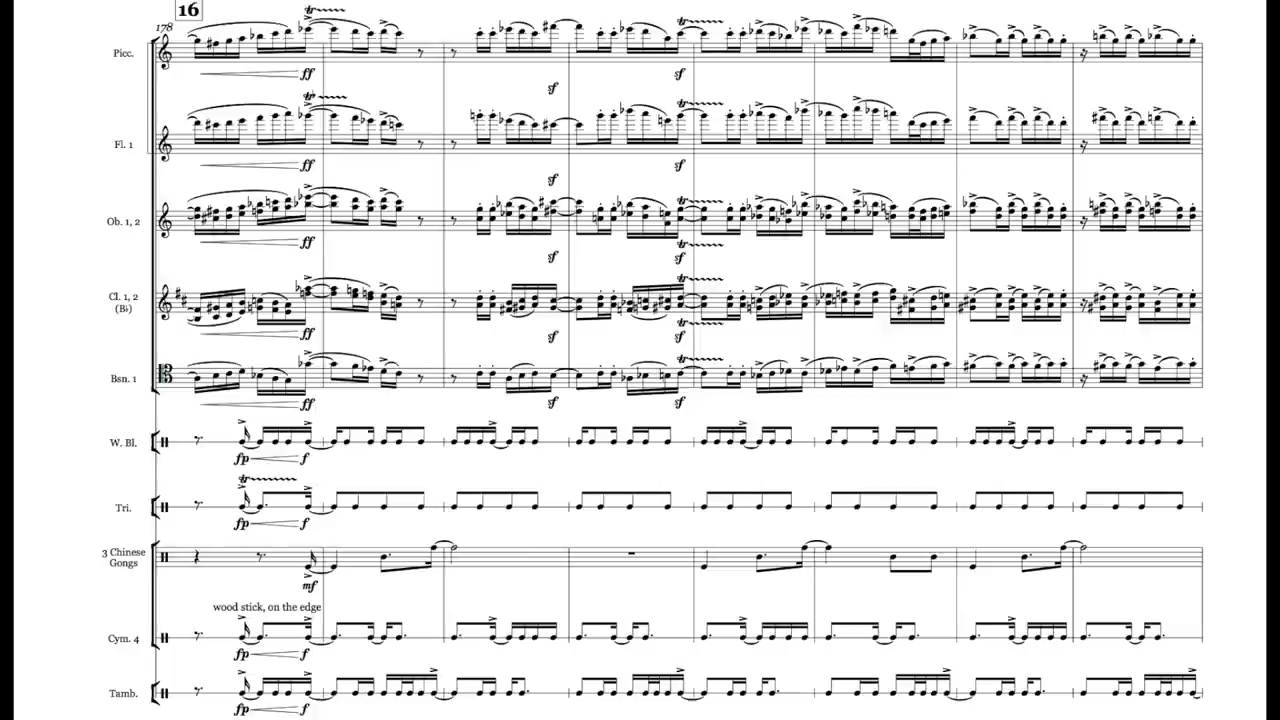 16
178
Picc.
ff
sf
sf
Fl. 1
ff
sf
sf
Ob. 1, 2
ff
sf
sf
Cl. 1, 2
(B♭)
ff
sf
sf
Bsn. 1
ff
sf
sf
W. Bl.
fp
f
Tri.
fp
f
3 Chinese
Gongs
mf
wood stick, on the edge
Cym. 4
fp
f
Tamb.
fp
f